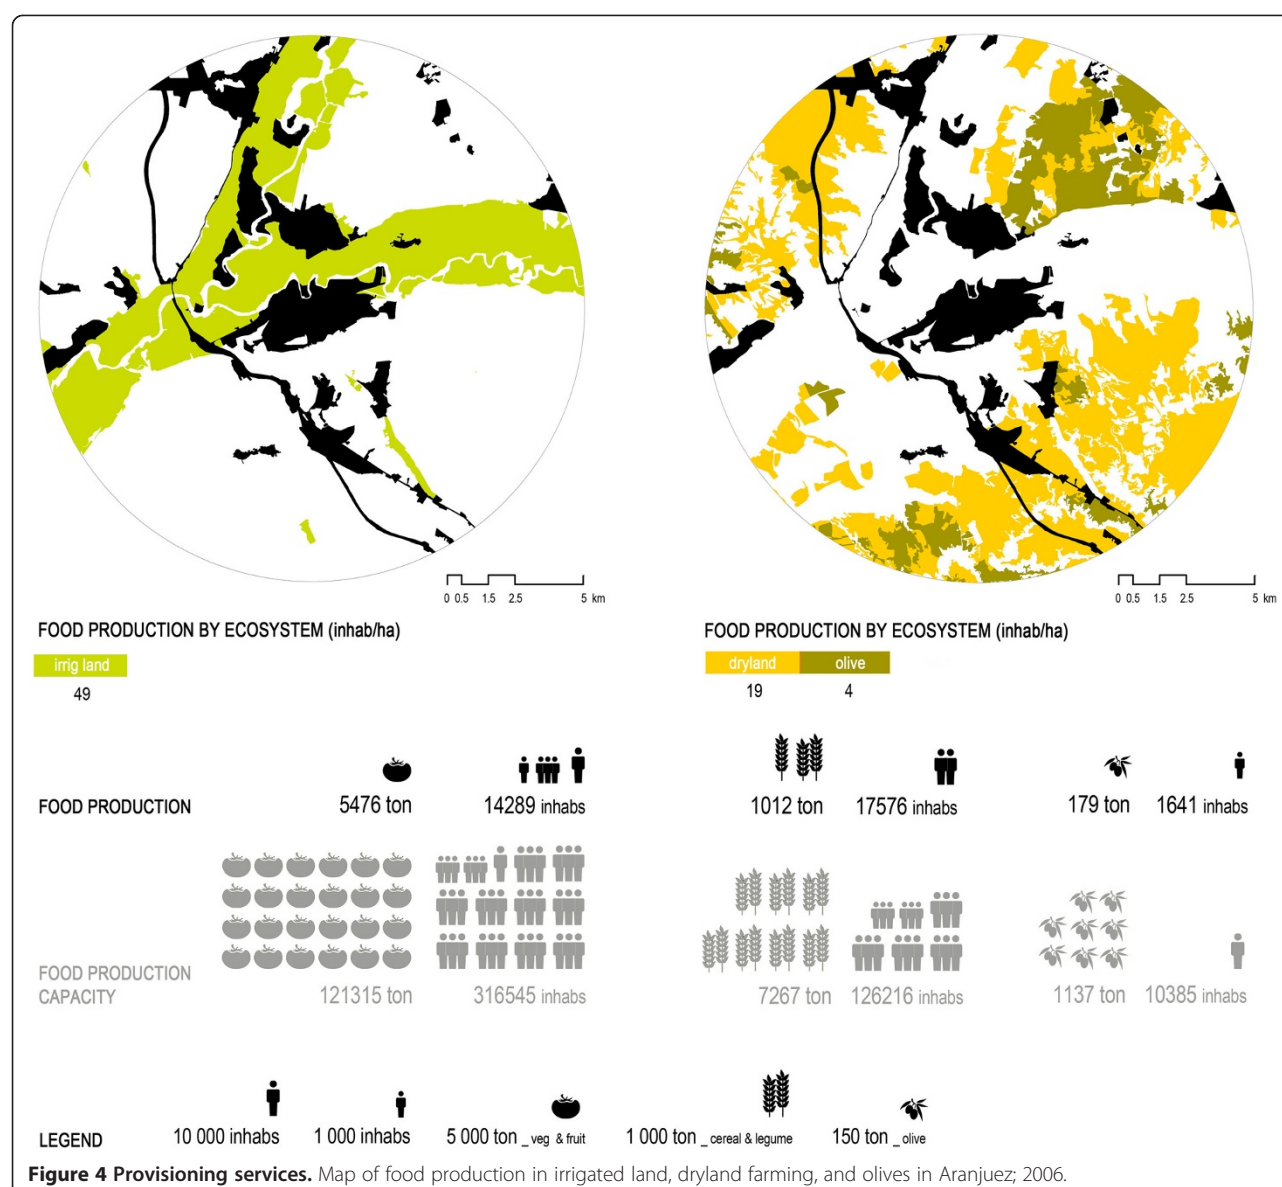 0 0.5 1.5 2.5 5 km
0 0.5 1.5 2.5 5 km
FOOD PRODUCTION BY ECOSYSTEM (inhab/ha)
irrig land
49
FOOD PRODUCTION BY ECOSYSTEM (inhab/ha)
dryland olive
19 4
FOOD PRODUCTION 5476 ton 14289 inhabs 1012 ton 17576 inhabs 179 ton 1641 inhabs
FOOD PRODUCTION
CAPACITY 121315 ton 316545 inhabs 7267 ton 126216 inhabs 1137 ton 10385 inhabs
LEGEND 10 000 inhabs 1 000 inhabs 5 000 ton _ veg & fruit 1 000 ton _ cereal & legume 150 ton _ olive
Figure 4 Provisioning services. Map of food production in irrigated land, dryland farming, and olives in Aranjuez; 2006.